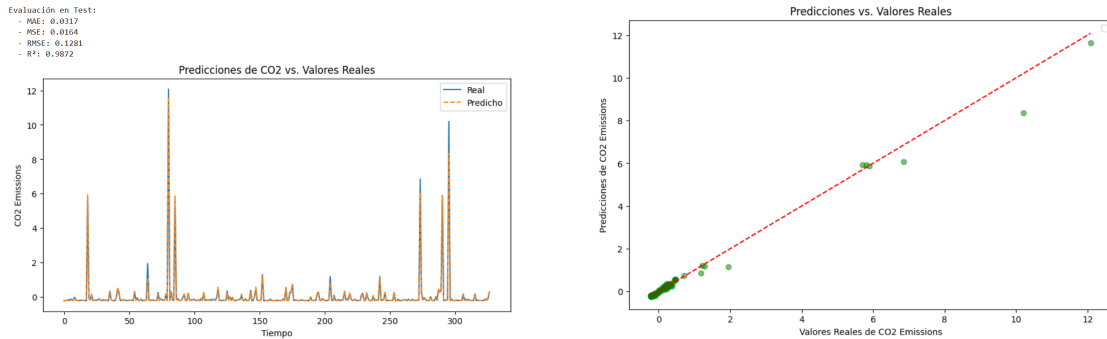 Evaluación en Test:
- MAE: 0.0317
- MSE: 0.0164
- RMSE: 0.1281
- R²: 0.9872
Predicciones de CO2 vs. Valores Reales
Real
Predicho
CO2 Emissions
12
10
8
6
4
2
0
0 50 100 150 200 250 300
Tiempo
Predicciones vs. Valores Reales
Predicciones de CO2 Emissions
12
10
8
6
4
2
0
0 2 4 6 8 10 12
Valores Reales de CO2 Emissions